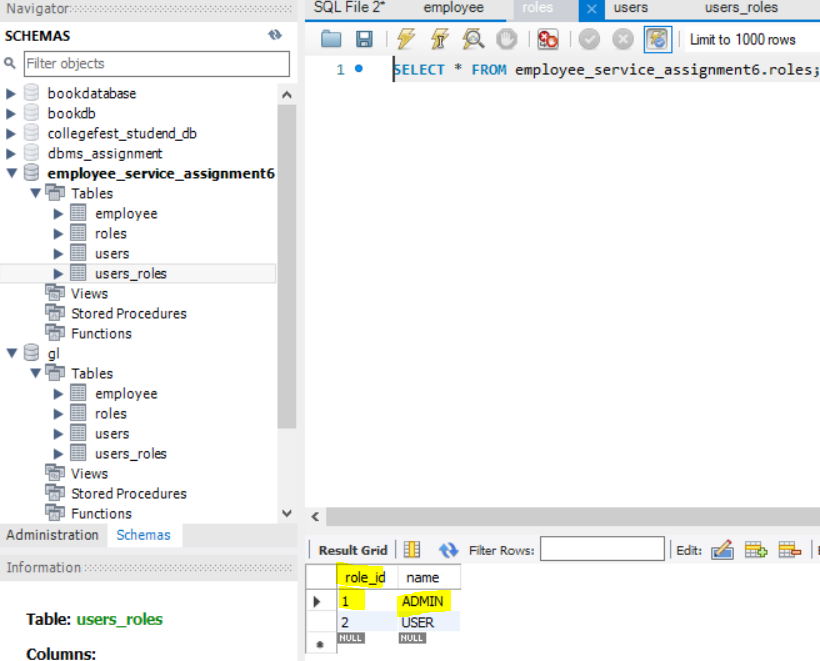 Navigator
SCHEMAS
Filter objects
bookdatabase
bookdb
collegefest_studend_db
dbms_assignment
employee_service_assignment6
Tables
employee
roles
users
users_roles
Views
Stored Procedures
Functions
gl
Tables
employee
roles
users
users_roles
Views
Stored Procedures
Functions
Administration Schemas
Information
Table: users_roles
Columns:
SQL File 2* employee roles users users_roles
Limit to 1000 rows
1 SELECT * FROM employee_service_assignment6.roles;
Result Grid Filter Rows: Edit:
role_id name
1 ADMIN
2 USER
NULL NULL